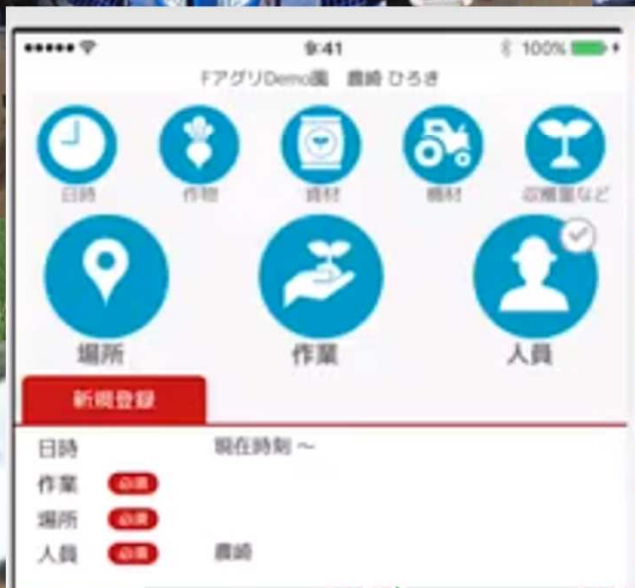 9:41 100%
FアグリDemo園 農崎 ひろき
日時 作物 資材 機材 収穫量など
場所 作業 人員
新規登録
日時 現在時刻 ～
作業 必須
場所 必須
人員 必須 農崎